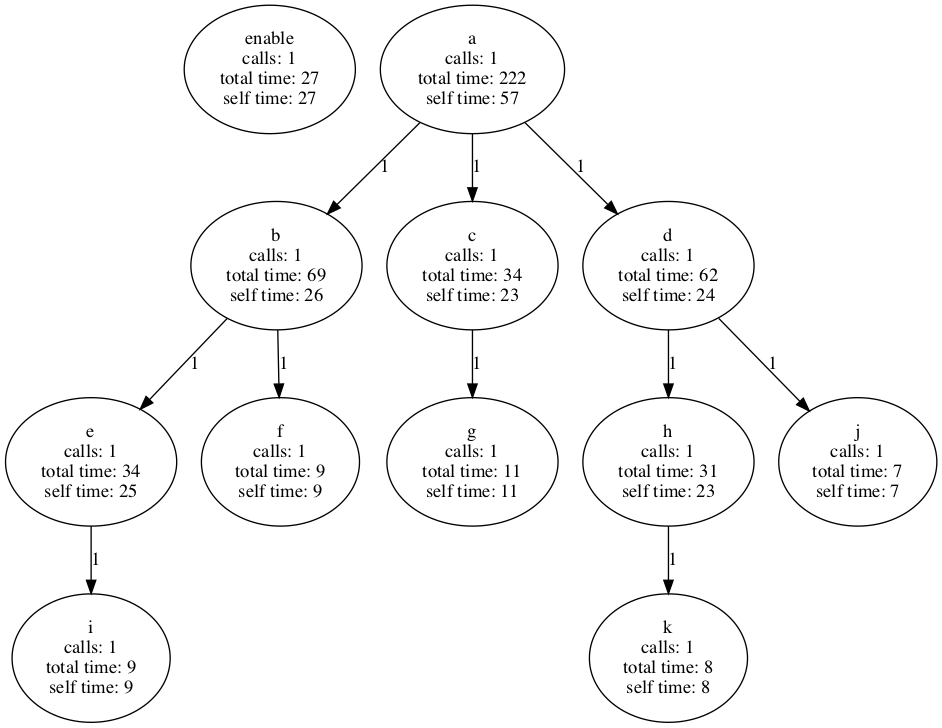 enable
calls: 1
total time: 27
self time: 27
a
calls: 1
total time: 222
self time: 57
1
1
1
b
calls: 1
total time: 69
self time: 26
c
calls: 1
total time: 34
self time: 23
d
calls: 1
total time: 62
self time: 24
1
1
1
1
1
e
calls: 1
total time: 34
self time: 25
f
calls: 1
total time: 9
self time: 9
g
calls: 1
total time: 11
self time: 11
h
calls: 1
total time: 31
self time: 23
j
calls: 1
total time: 7
self time: 7
1
1
i
calls: 1
total time: 9
self time: 9
k
calls: 1
total time: 8
self time: 8